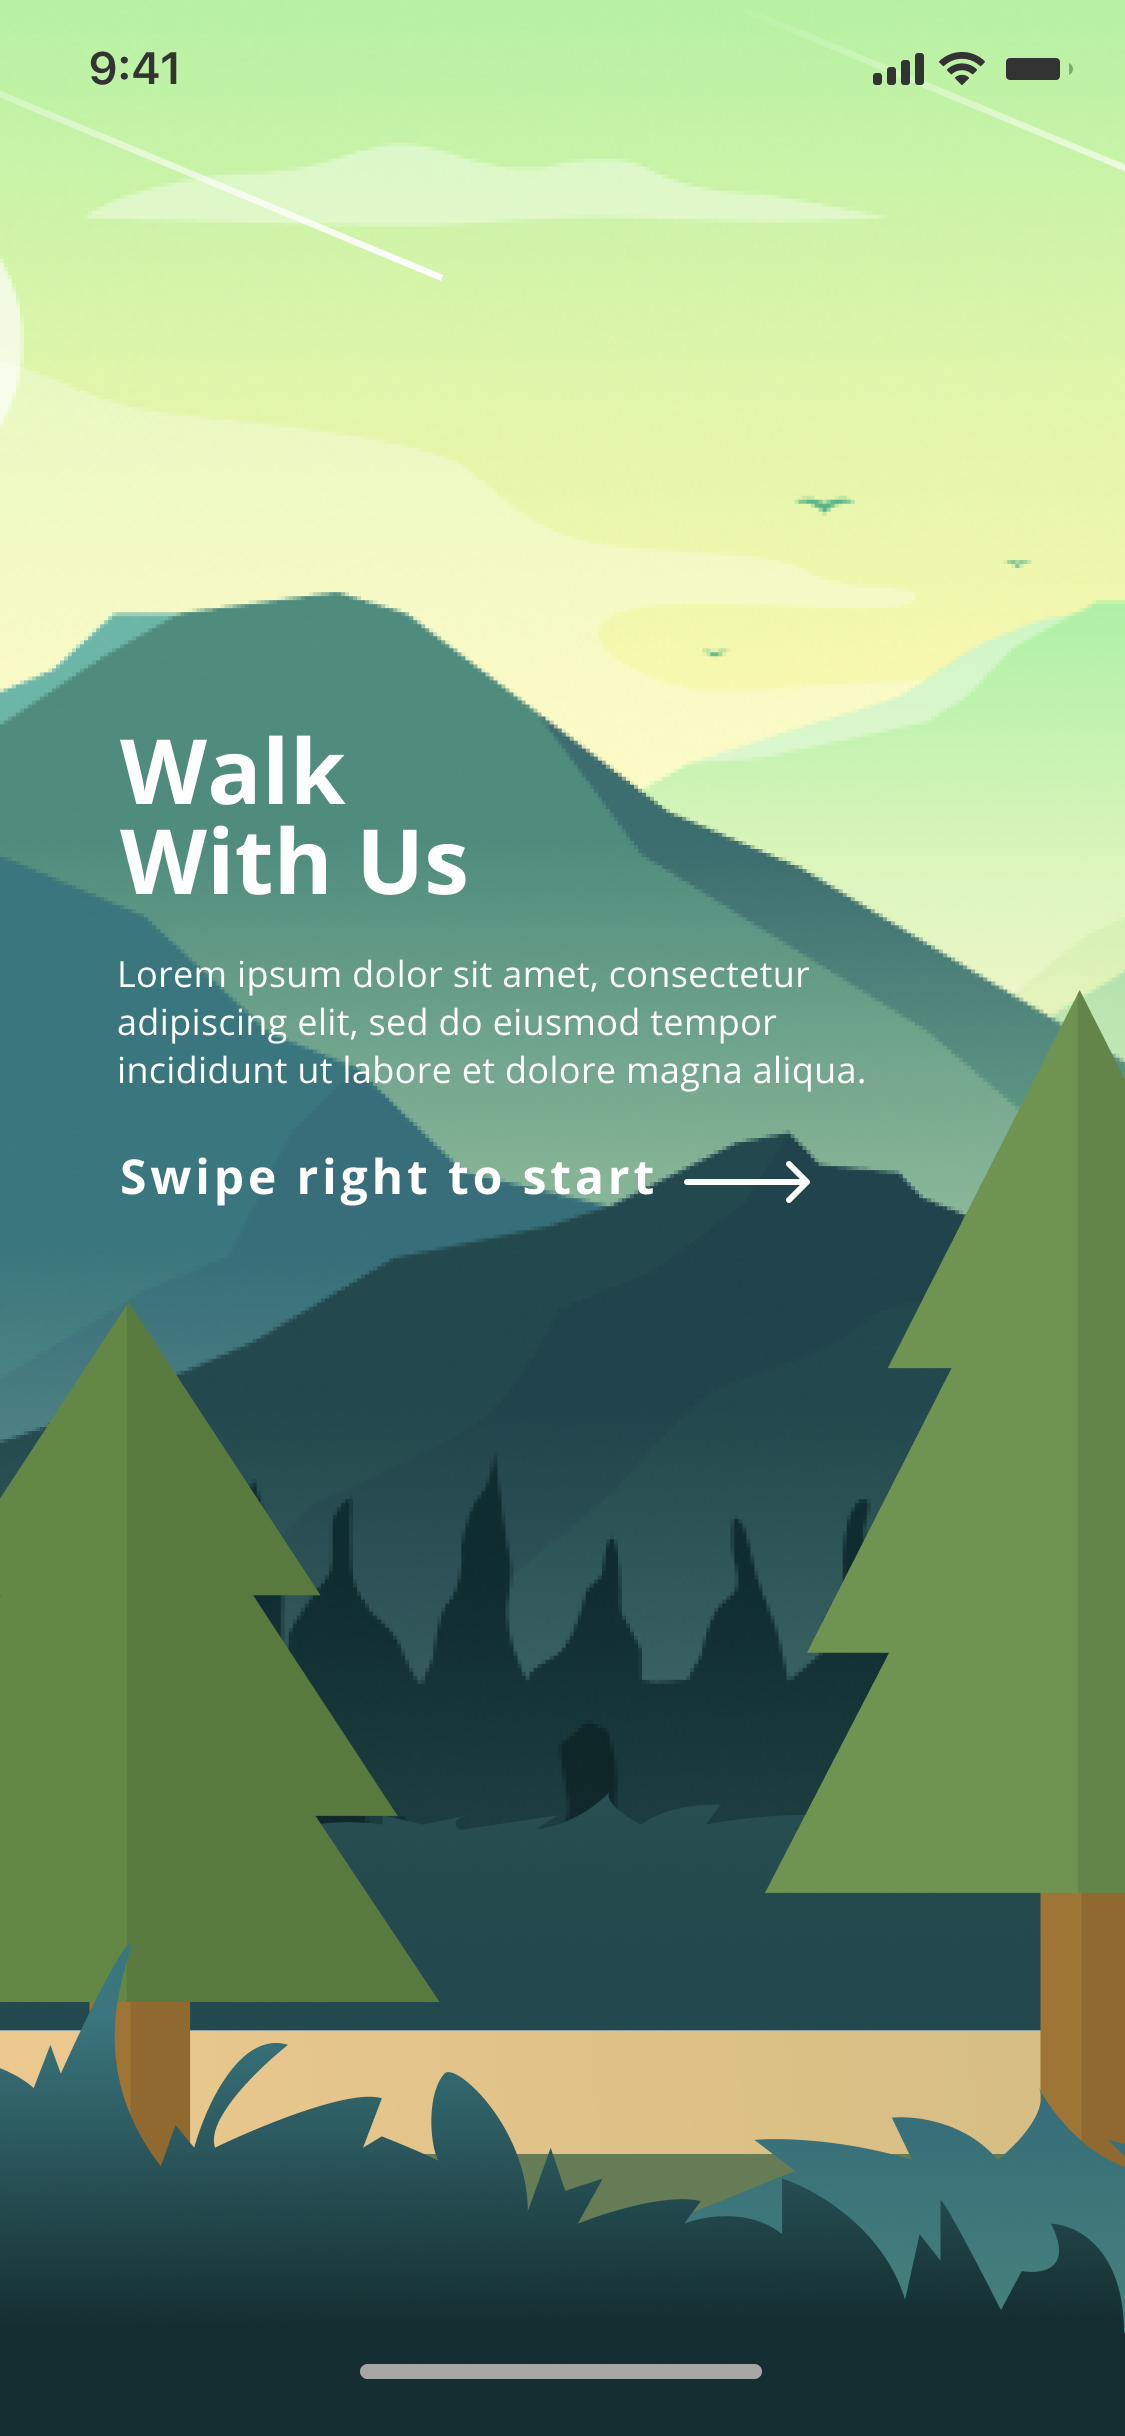 9:41
Walk
With Us
Lorem ipsum dolor sit amet, consectetur
adipiscing elit, sed do eiusmod tempor
incididunt ut labore et dolore magna aliqua.
Swipe right to start